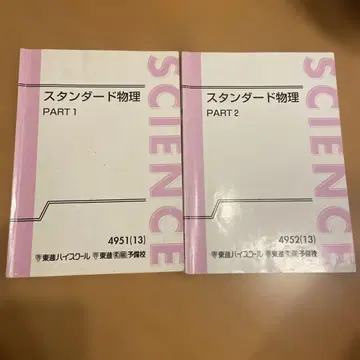 スタンダード物理
PART 1
SCIENCE
4951(13)
東進ハイスクール 東進衛星予備校
スタンダード物理
PART 2
SCIENCE
4952(13)
東進ハイスクール 東進衛星予備校